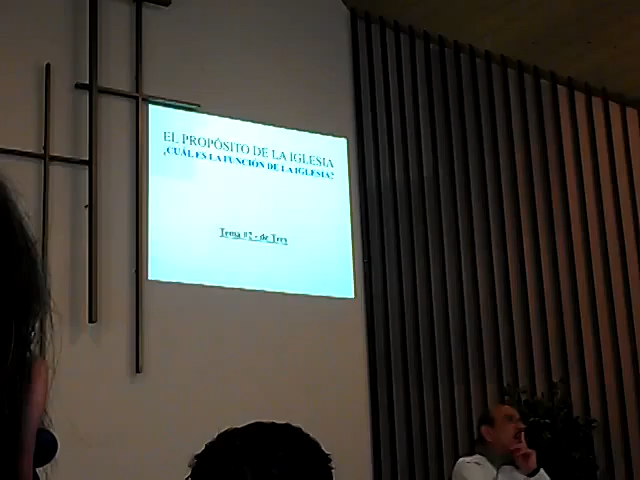 EL PROPÓSITO DE LA IGLESIA
¿CUÁL ES LA FUNCIÓN DE LA IGLESIA?
Tema #2 - de Tres